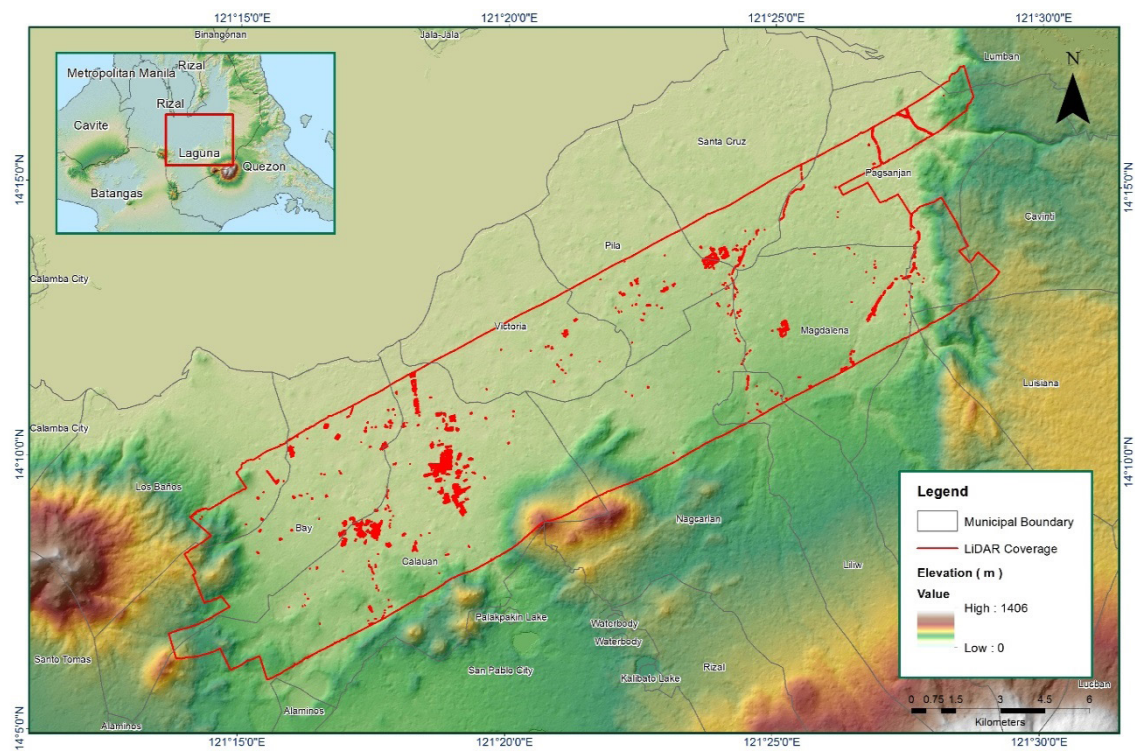 121°15'0"E
121°20'0"E
121°25'0"E
121°30'0"E
Binangonan
Jala-Jala
Lumban
N
Rizal
Metropolitan Manila
Rizal
Cavite
Laguna
Quezon
Batangas
Santa Cruz
14°15'0"N
14°15'0"N
Pagsanjan
Cavinti
Pila
Calamba City
Victoria
Magdalena
Luisiana
Calamba City
14°10'0"N
14°10'0"N
Los Baños
Bay
Nagcarlan
Calauan
Liliw
Palakpakin Lake
Waterbody
Waterbody
Santo Tomas
San Pablo City
Kalibato Lake
Rizal
Lucban
Alaminos
Alaminos
14°5'0"N
Legend
Municipal Boundary
LiDAR Coverage
Elevation ( m )
Value
High : 1406
Low : 0
0 0.75 1.5 3 4.5 6
Kilometers
121°15'0"E
121°20'0"E
121°25'0"E
121°30'0"E